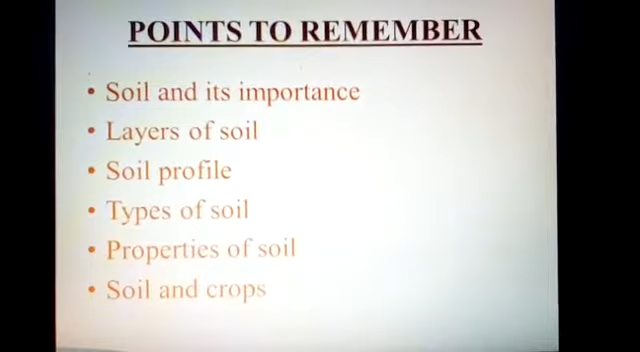 POINTS TO REMEMBER
• Soil and its importance
• Layers of soil
• Soil profile
• Types of soil
• Properties of soil
• Soil and crops